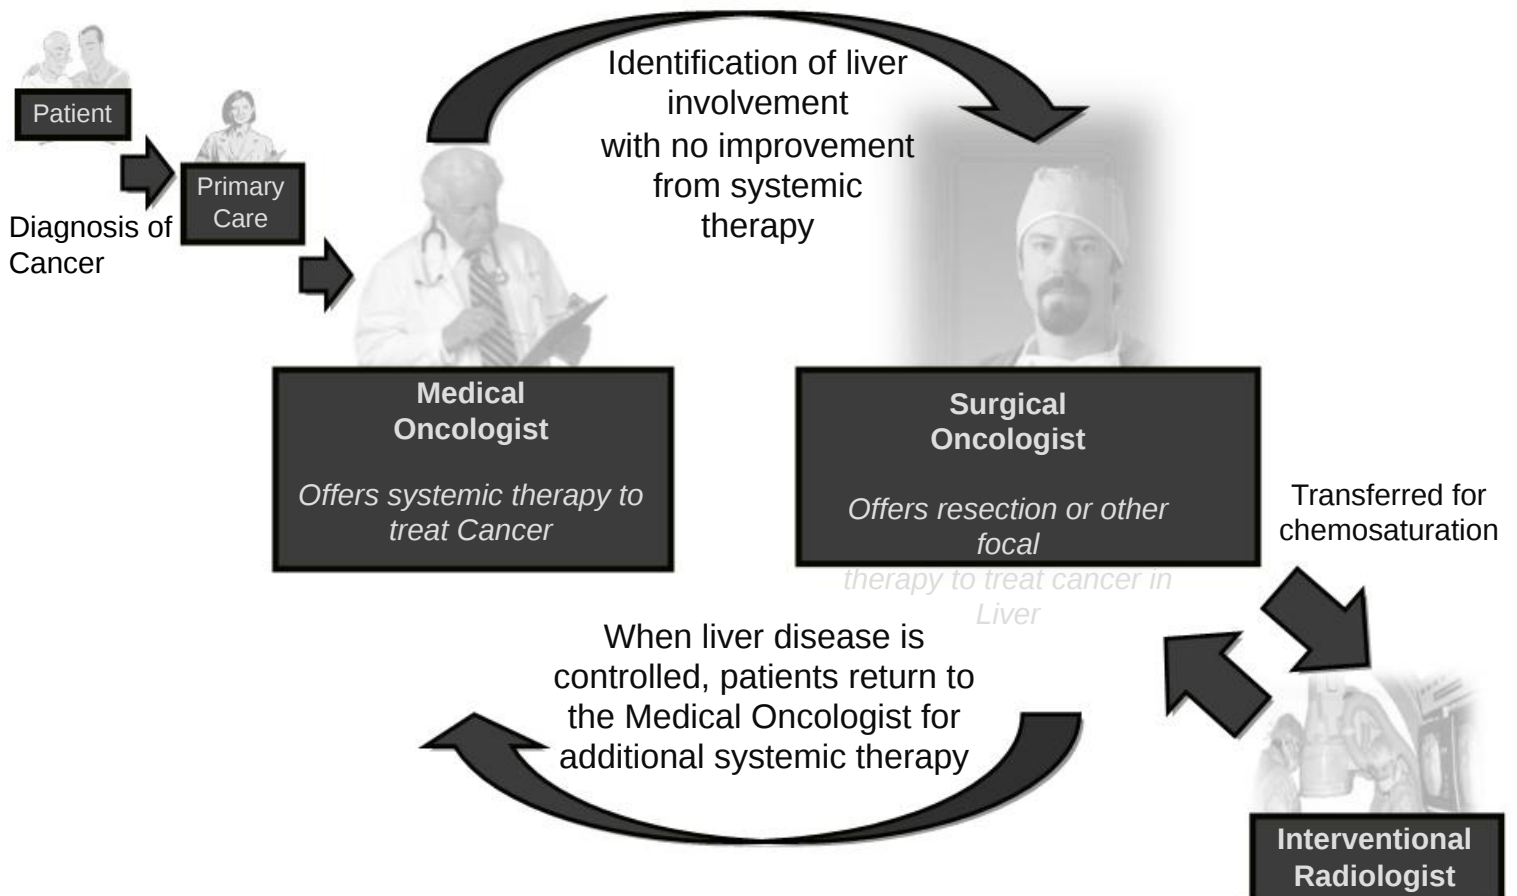 Patient
Primary
Care
Diagnosis of
Cancer
Identification of liver
involvement
with no improvement
from systemic
therapy
Medical
Oncologist
Offers systemic therapy to
treat Cancer
Surgical
Oncologist
Offers resection or other
focal
therapy to treat cancer in
Liver
Transferred for
chemosaturation
When liver disease is
controlled, patients return to
the Medical Oncologist for
additional systemic therapy
Interventional
Radiologist